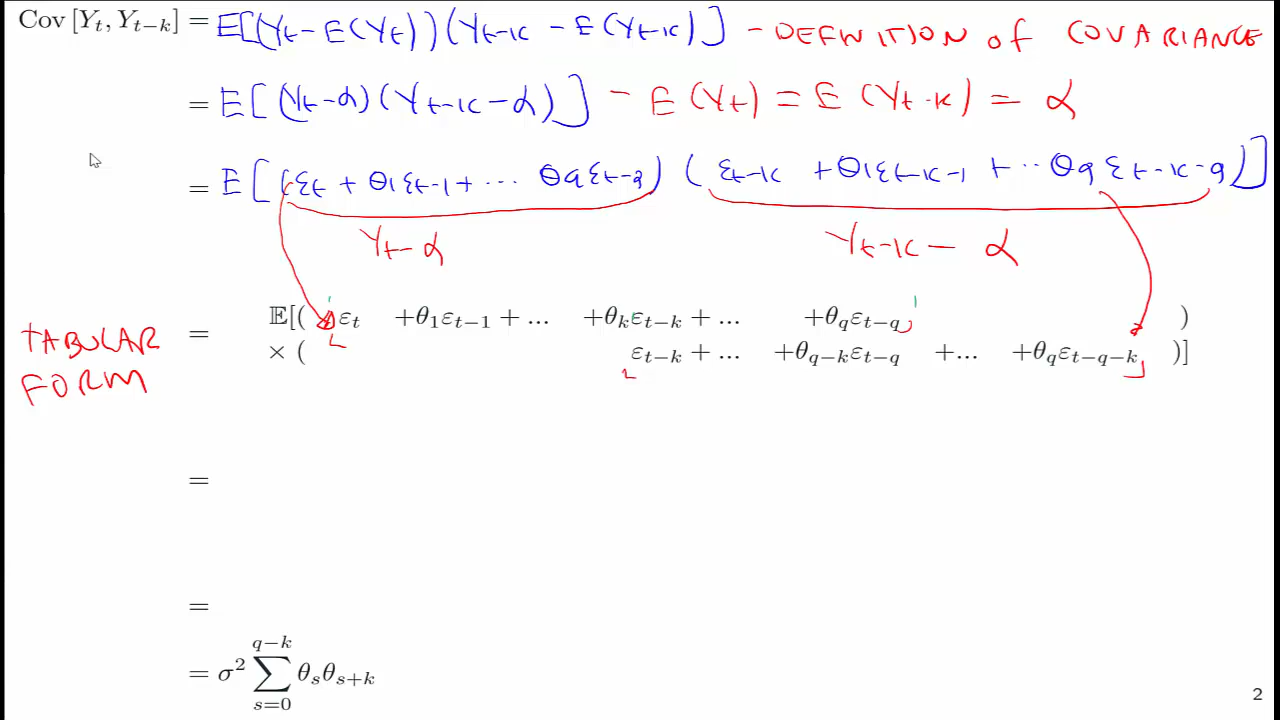 Cov [Y_t, Y_{t−k}] = E[(Y_t − E(Y_t))(Y_{t−k} − E(Y_{t−k})] − DEFINITION of COVARIANCE
= E[(Y_t − α)(Y_{t−k} − α)] − E(Y_t) = E(Y_{t−k}) = α
= E[(ε_t + θ_1ε_{t−1} + ... θ_qε_{t−q})(ε_{t−k} + θ_1ε_{t−k−1} + ... θ_qε_{t−k−q})]
Y_t − α Y_{t−k} − α
TABULAR FORM
= 𝔼[( ε_t +θ_1ε_{t−1} + ... +θ_kε_{t−k} + ... +θ_qε_{t−q} )
× ( ε_{t−k} + ... +θ_{q−k}ε_{t−q} +... +θ_qε_{t−q−k} )]
=
=
= σ^2 ∑_{s=0}^{q−k} θ_sθ_{s+k}
2